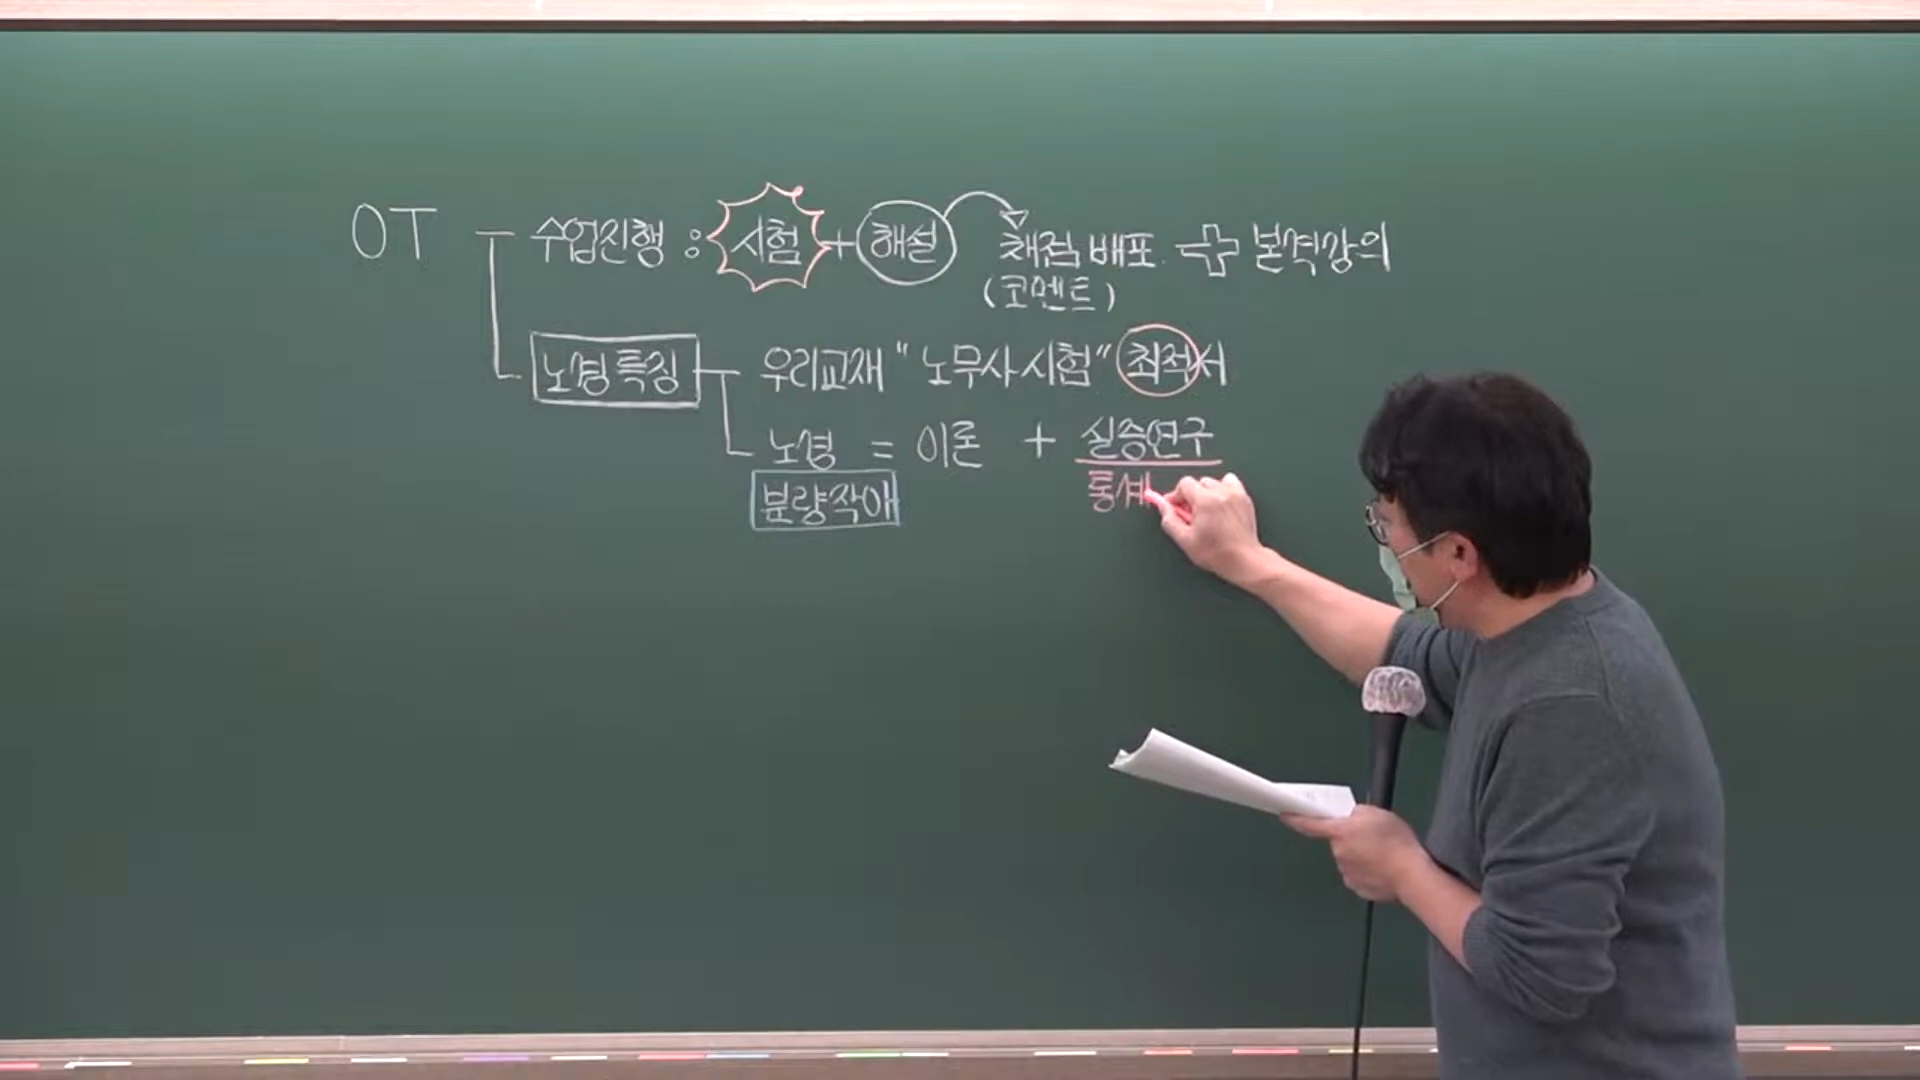 OT 수업진행 : 시험 + 해설 채점 배포 + 본격강의
(코멘트)
노경특징 우리교재 "노무사시험" 최적서
노경 = 이론 + 실증연구
분량작아 통계